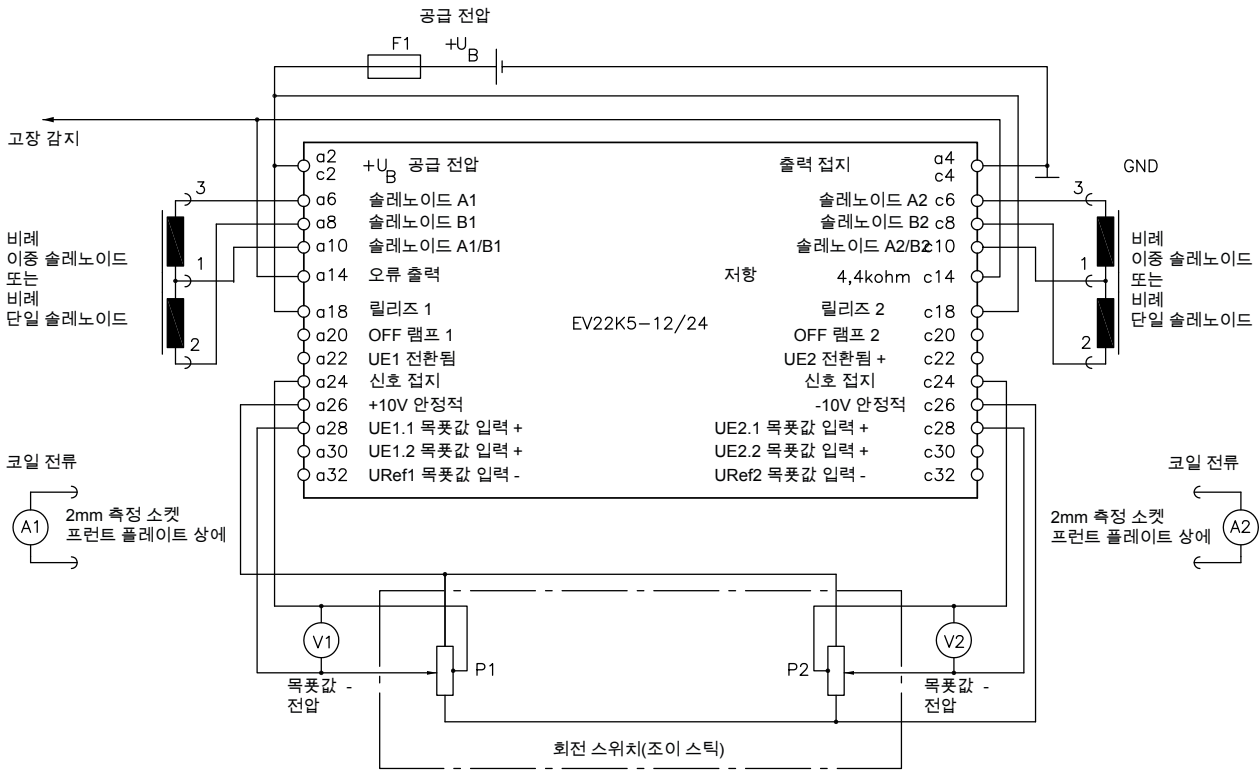 공급 전압
F1 +U_B
고장 감지
a2
c2 +U_B 공급 전압
출력 접지 a4
c4
GND
3
a6 솔레노이드 A1
솔레노이드 A2 c6
3
a8 솔레노이드 B1
솔레노이드 B2 c8
비례
이중 솔레노이드
또는
비례
단일 솔레노이드
1
a10 솔레노이드 A1/B1
솔레노이드 A2/B2 c10
1
비례
이중 솔레노이드
또는
비례
단일 솔레노이드
a14 오류 출력
저항 4,4kohm c14
a18 릴리즈 1
릴리즈 2 c18
EV22K5-12/24
2
a20 OFF 램프 1
OFF 램프 2 c20
2
a22 UE1 전환됨
UE2 전환됨 + c22
a24 신호 접지
신호 접지 c24
a26 +10V 안정적
-10V 안정적 c26
a28 UE1.1 목푯값 입력 +
UE2.1 목푯값 입력 + c28
a30 UE1.2 목푯값 입력 +
UE2.2 목푯값 입력 + c30
a32 URef1 목푯값 입력 -
URef2 목푯값 입력 - c32
코일 전류
A1
2mm 측정 소켓
프런트 플레이트 상에
코일 전류
2mm 측정 소켓
프런트 플레이트 상에
A2
V1
목푯값 -
전압
P1
P2
V2
목푯값 -
전압
회전 스위치(조이 스틱)